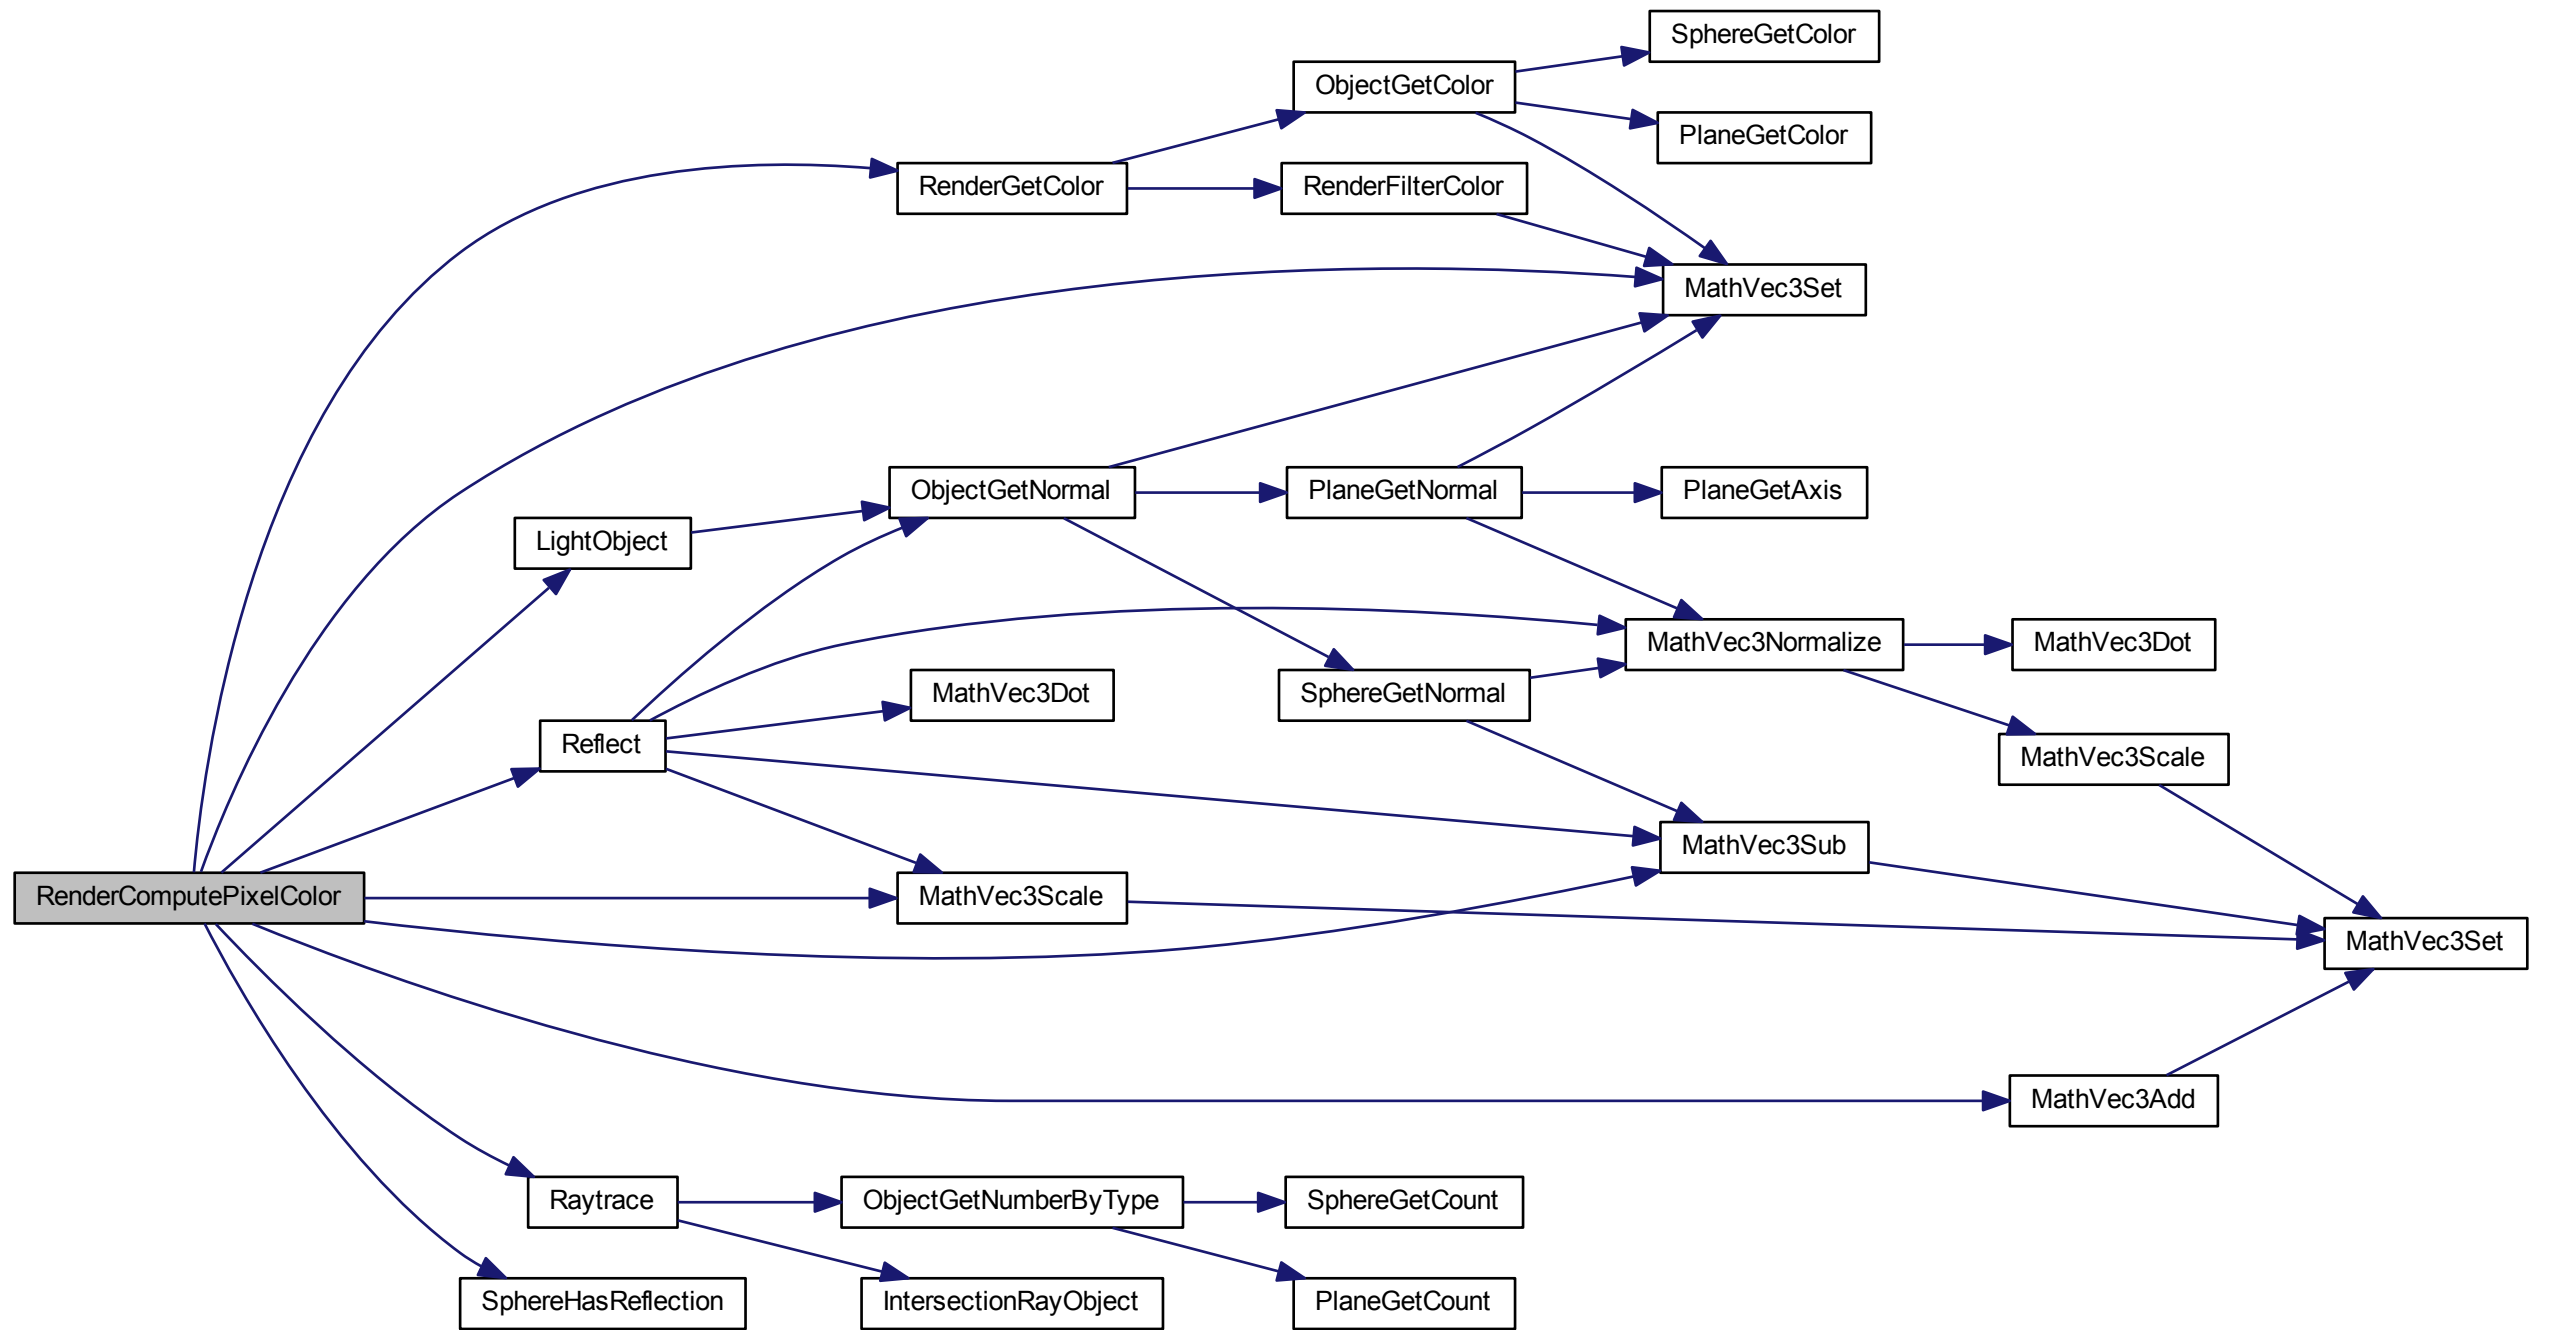 SphereGetColor
ObjectGetColor
PlaneGetColor
RenderGetColor
RenderFilterColor
MathVec3Set
ObjectGetNormal
PlaneGetNormal
PlaneGetAxis
LightObject
MathVec3Normalize
MathVec3Dot
MathVec3Dot
SphereGetNormal
Reflect
MathVec3Scale
MathVec3Sub
RenderComputePixelColor
MathVec3Scale
MathVec3Set
MathVec3Add
Raytrace
ObjectGetNumberByType
SphereGetCount
SphereHasReflection
IntersectionRayObject
PlaneGetCount